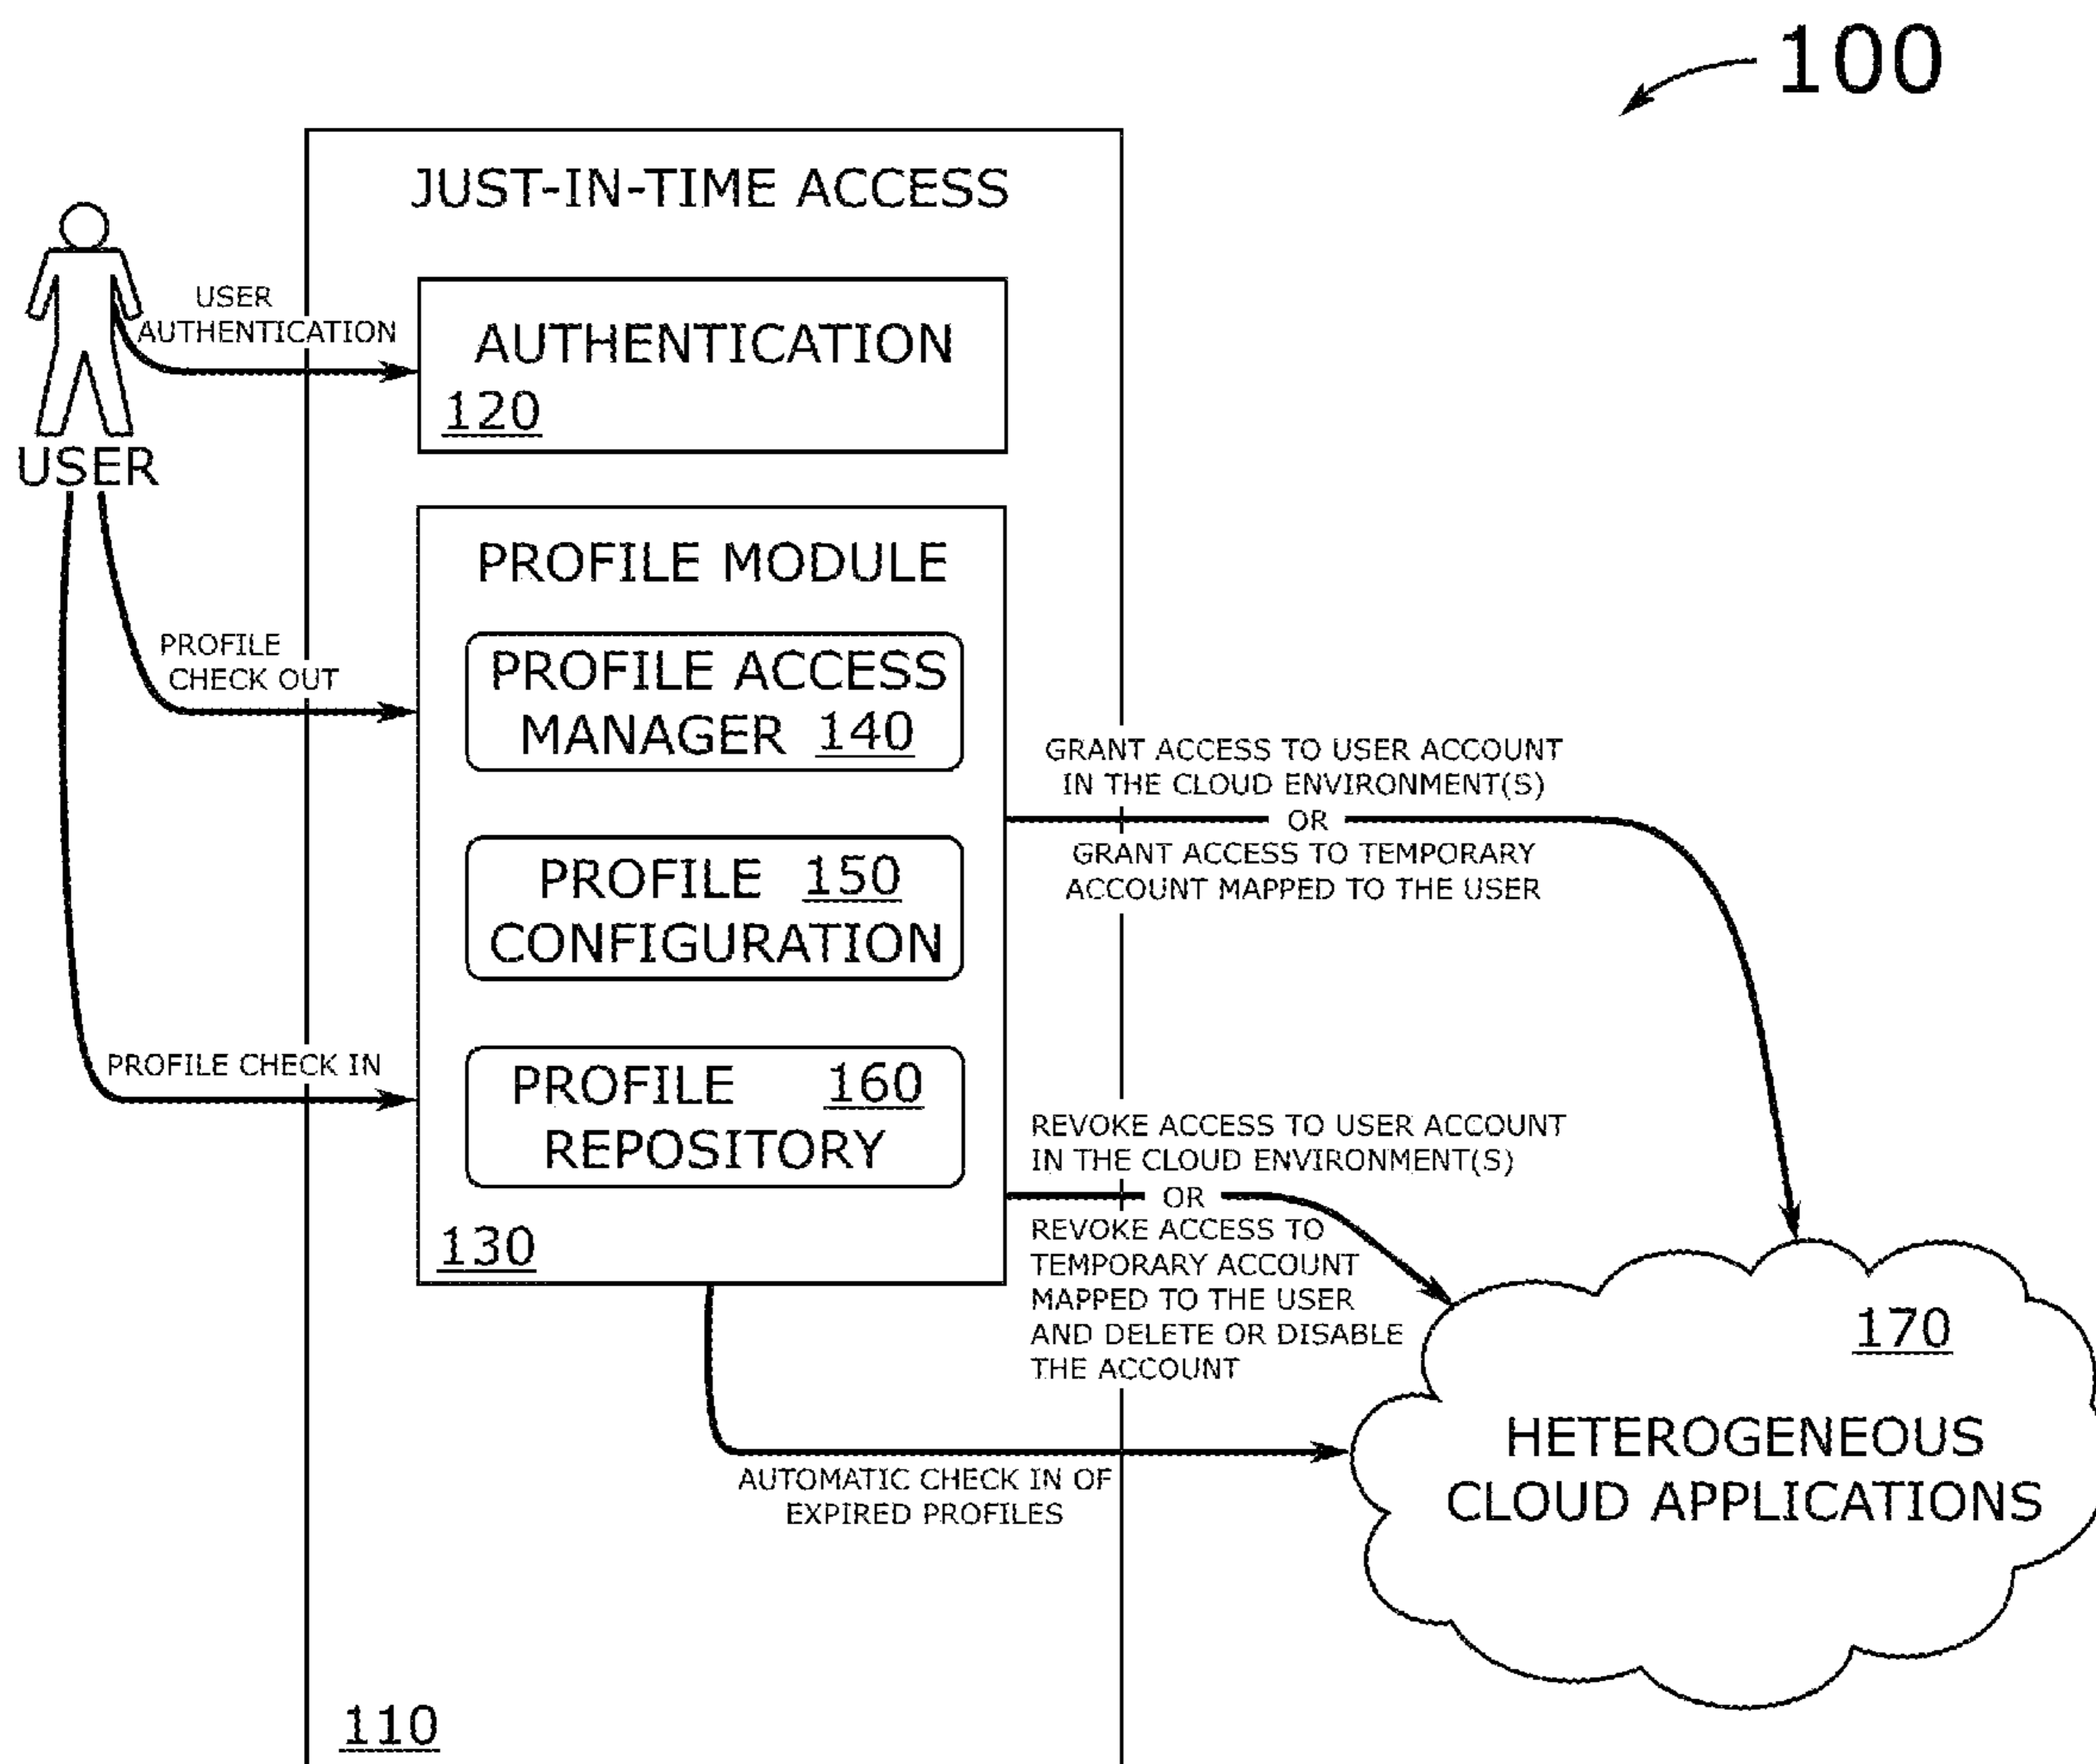 100
JUST-IN-TIME ACCESS
USER
AUTHENTICATION
AUTHENTICATION
120
USER
PROFILE MODULE
PROFILE
CHECK OUT
PROFILE ACCESS
MANAGER 140
GRANT ACCESS TO USER ACCOUNT
IN THE CLOUD ENVIRONMENT(S)
OR
GRANT ACCESS TO TEMPORARY
ACCOUNT MAPPED TO THE USER
PROFILE 150
CONFIGURATION
PROFILE CHECK IN
PROFILE 160
REPOSITORY
130
REVOKE ACCESS TO USER ACCOUNT
IN THE CLOUD ENVIRONMENT(S)
OR
REVOKE ACCESS TO
TEMPORARY ACCOUNT
MAPPED TO THE USER
AND DELETE OR DISABLE
THE ACCOUNT
170
HETEROGENEOUS
CLOUD APPLICATIONS
AUTOMATIC CHECK IN OF
EXPIRED PROFILES
110